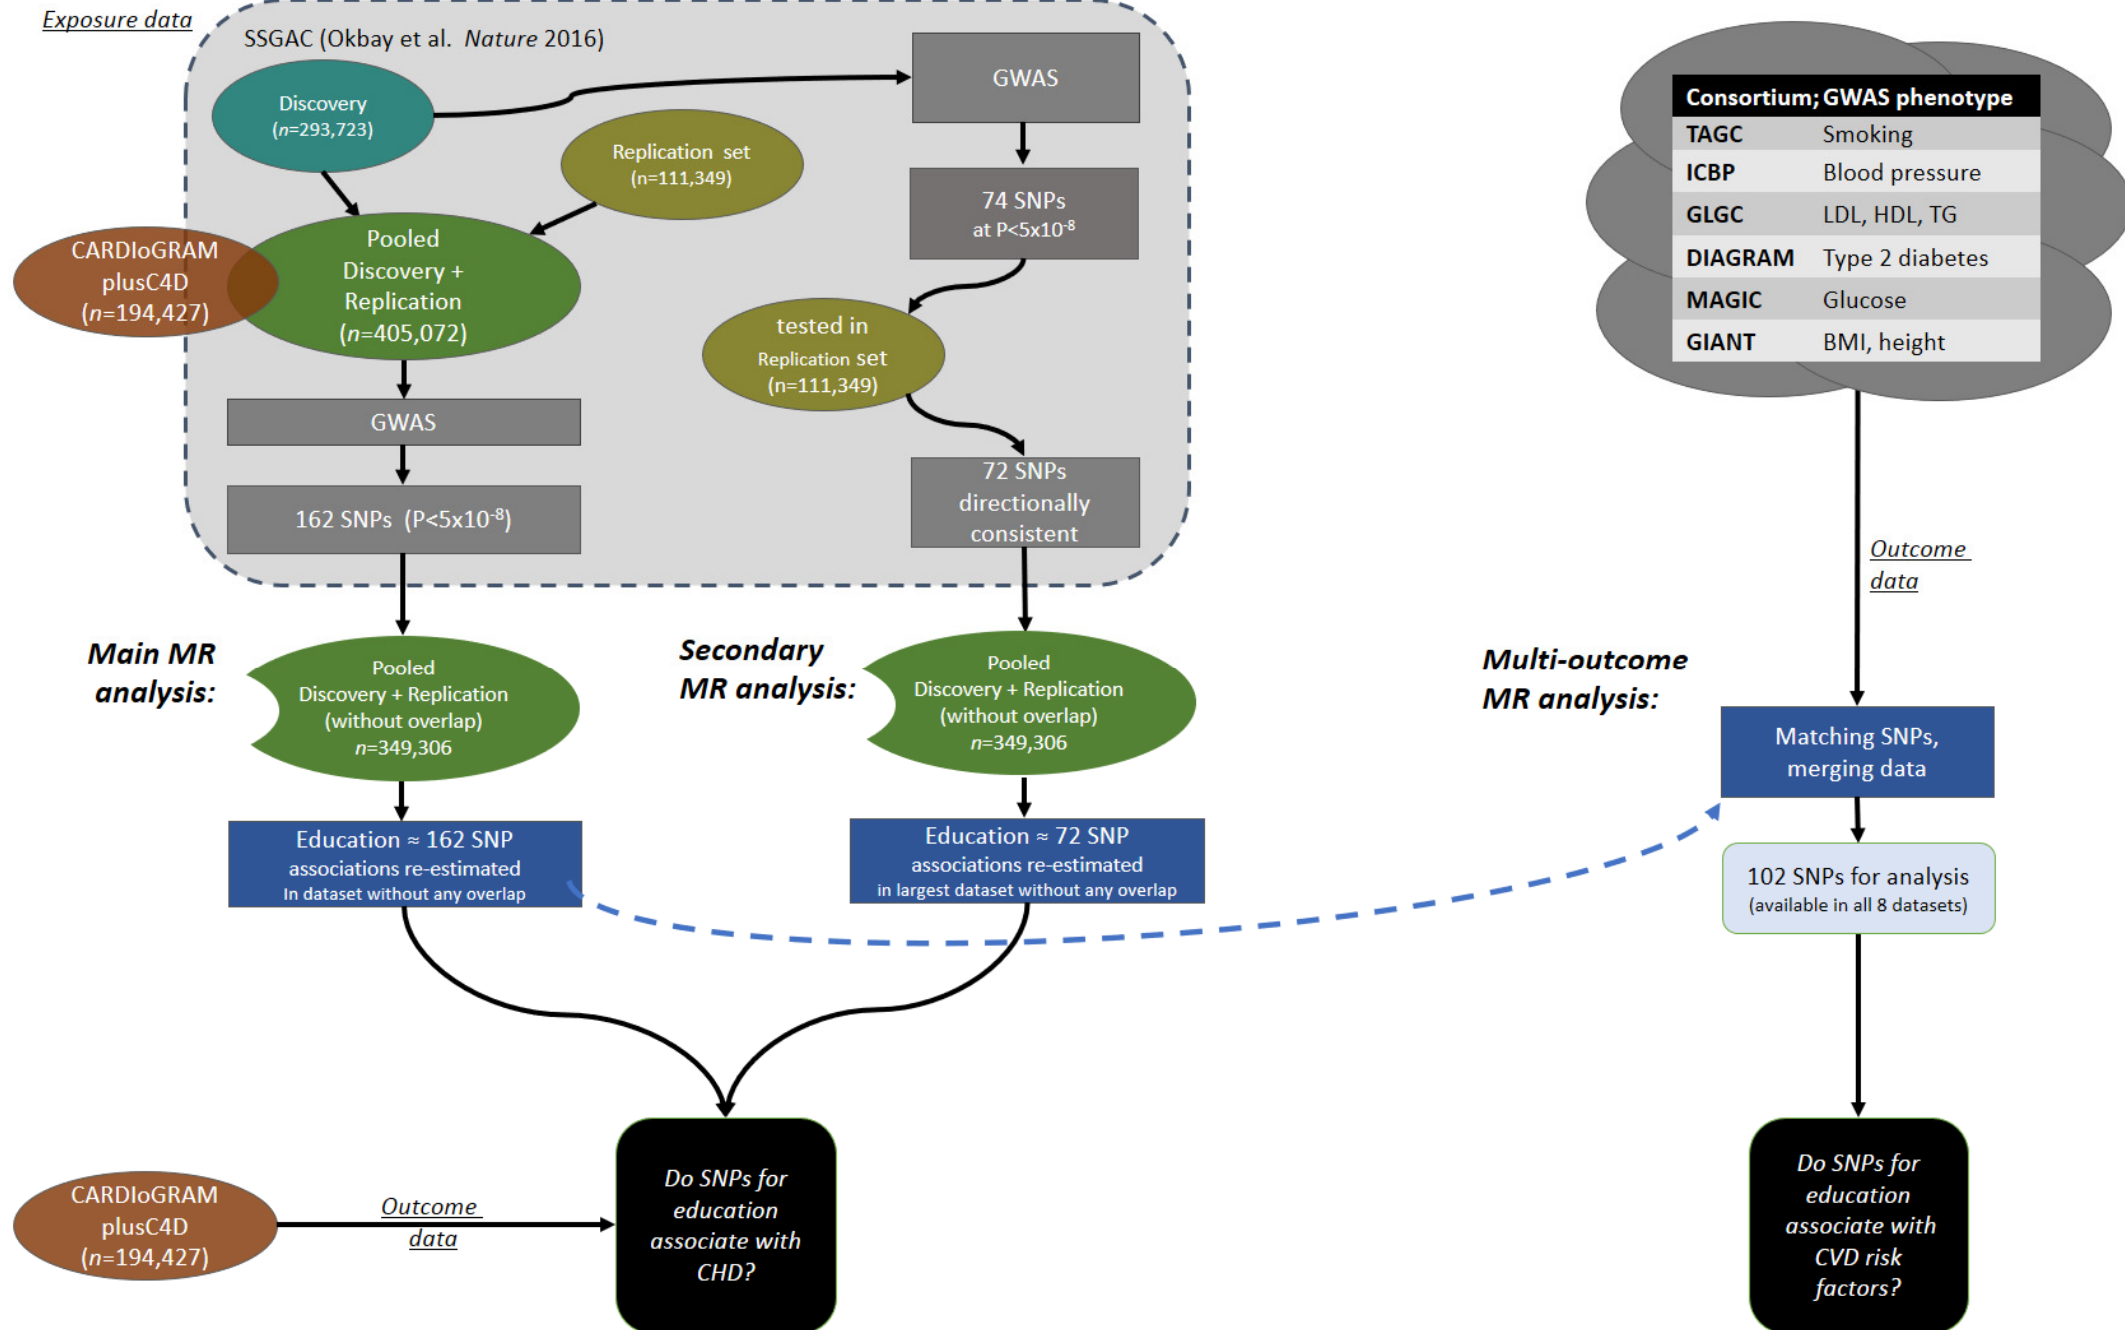 Exposure data
SSGAC (Okbay et al. Nature 2016)
Discovery
(n=293,723)
Replication set
(n=111,349)
GWAS
74 SNPs
at P<5x10⁻⁸
CARDIoGRAM
plusC4D
(n=194,427)
Pooled
Discovery +
Replication
(n=405,072)
tested in
Replication set
(n=111,349)
GWAS
162 SNPs (P<5x10⁻⁸)
72 SNPs
directionally
consistent
Main MR
analysis:
Pooled
Discovery + Replication
(without overlap)
n=349,306
Secondary
MR analysis:
Pooled
Discovery + Replication
(without overlap)
n=349,306
Education ≈ 162 SNP
associations re-estimated
In dataset without any overlap
Education ≈ 72 SNP
associations re-estimated
in largest dataset without any overlap
CARDIoGRAM
plusC4D
(n=194,427)
Outcome
data
Do SNPs for
education
associate with
CHD?
Consortium; GWAS phenotype
TAGC Smoking
ICBP Blood pressure
GLGC LDL, HDL, TG
DIAGRAM Type 2 diabetes
MAGIC Glucose
GIANT BMI, height
Outcome
data
Multi-outcome
MR analysis:
Matching SNPs,
merging data
102 SNPs for analysis
(available in all 8 datasets)
Do SNPs for
education
associate with
CVD risk
factors?